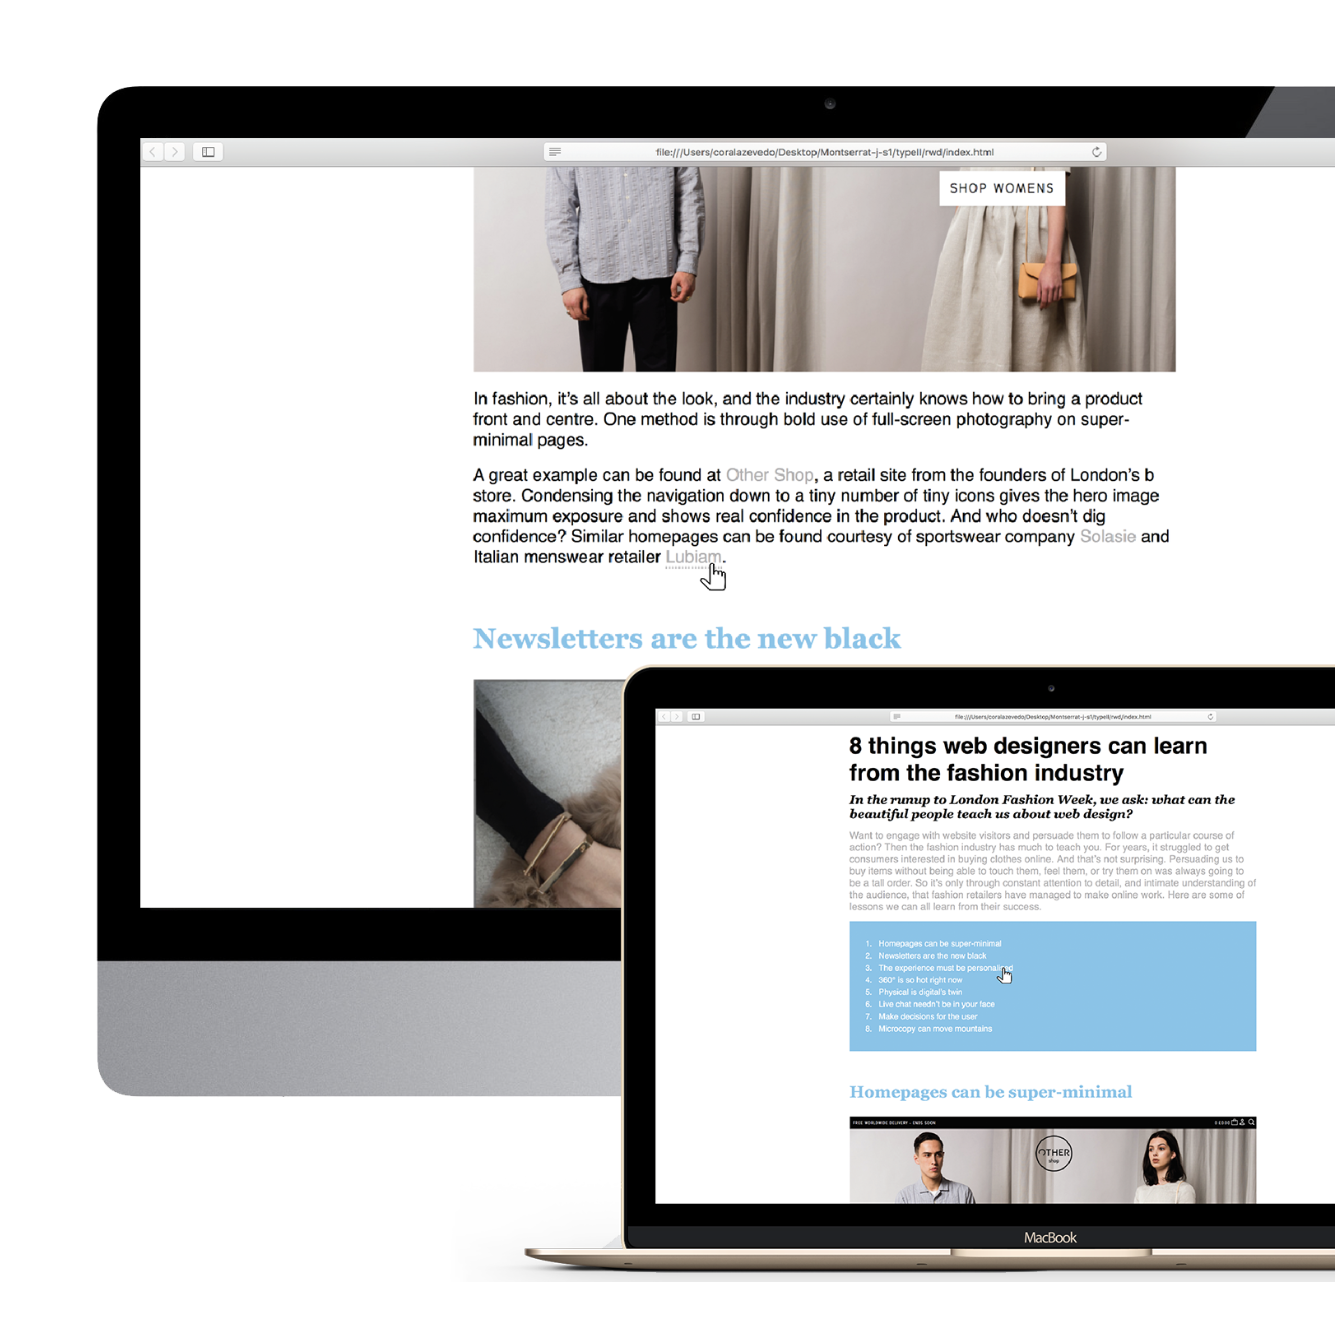 file:///Users/coralazevedo/Desktop/Montserrat-j-s1/typeII/rwd/index.html
SHOP WOMENS
In fashion, it's all about the look, and the industry certainly knows how to bring a product
front and centre. One method is through bold use of full-screen photography on super-
minimal pages.
A great example can be found at Other Shop, a retail site from the founders of London's b
store. Condensing the navigation down to a tiny number of tiny icons gives the hero image
maximum exposure and shows real confidence in the product. And who doesn't dig
confidence? Similar homepages can be found courtesy of sportswear company Solasie and
Italian menswear retailer Lubiam.
Newsletters are the new black
file:///Users/coralazevedo/Desktop/Montserrat-j-s1/typeII/rwd/index.html
8 things web designers can learn
from the fashion industry
In the runup to London Fashion Week, we ask: what can the
beautiful people teach us about web design?
Want to engage with website visitors and persuade them to follow a particular course of
action? Then the fashion industry has much to teach you. For years, it struggled to get
consumers interested in buying clothes online. And that's not surprising. Persuading us to
buy items without being able to touch them, feel them, or try them on was always going to
be a tall order. So it's only through constant attention to detail, and intimate understanding of
the audience, that fashion retailers have managed to make online work. Here are some of
lessons we can all learn from their success.
1. Homepages can be super-minimal
2. Newsletters are the new black
3. The experience must be personalised
4. 360° is so hot right now
5. Physical is digital's twin
6. Live chat needn't be in your face
7. Make decisions for the user
8. Microcopy can move mountains
Homepages can be super-minimal
FREE WORLDWIDE DELIVERY - ENDS SOON
OTHER
shop
MacBook